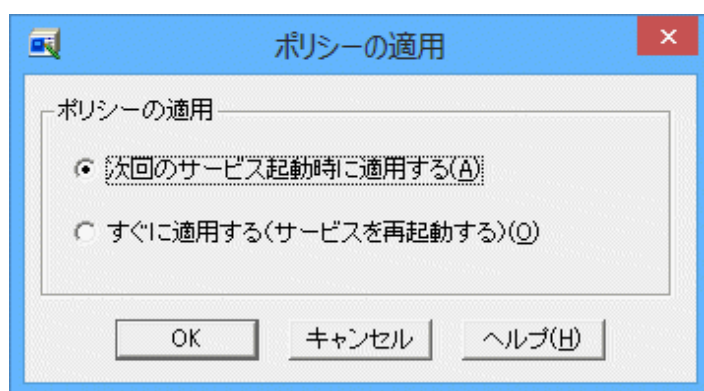 ポリシーの適用
ポリシーの適用
次回のサービス起動時に適用する(A)
すぐに適用する(サービスを再起動する)(O)
OK
キャンセル
ヘルプ(H)